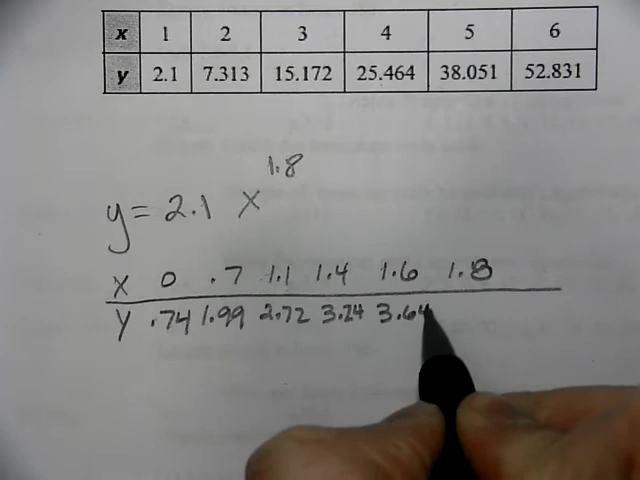 x 1 2 3 4 5 6
y 2.1 7.313 15.172 25.464 38.051 52.831
y = 2.1 x^1.8
x 0 .7 1.1 1.4 1.6 1.8
y .74 1.99 2.72 3.24 3.64